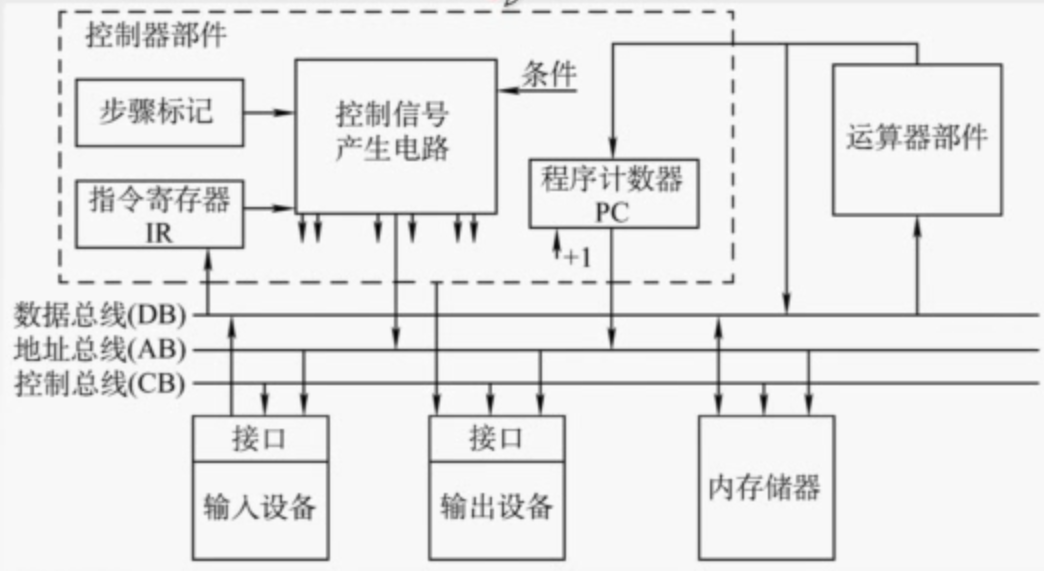 控制器部件
步骤标记
控制信号
产生电路
条件
运算器部件
指令寄存器
IR
程序计数器
PC
+1
数据总线(DB)
地址总线(AB)
控制总线(CB)
接口
输入设备
接口
输出设备
内存储器